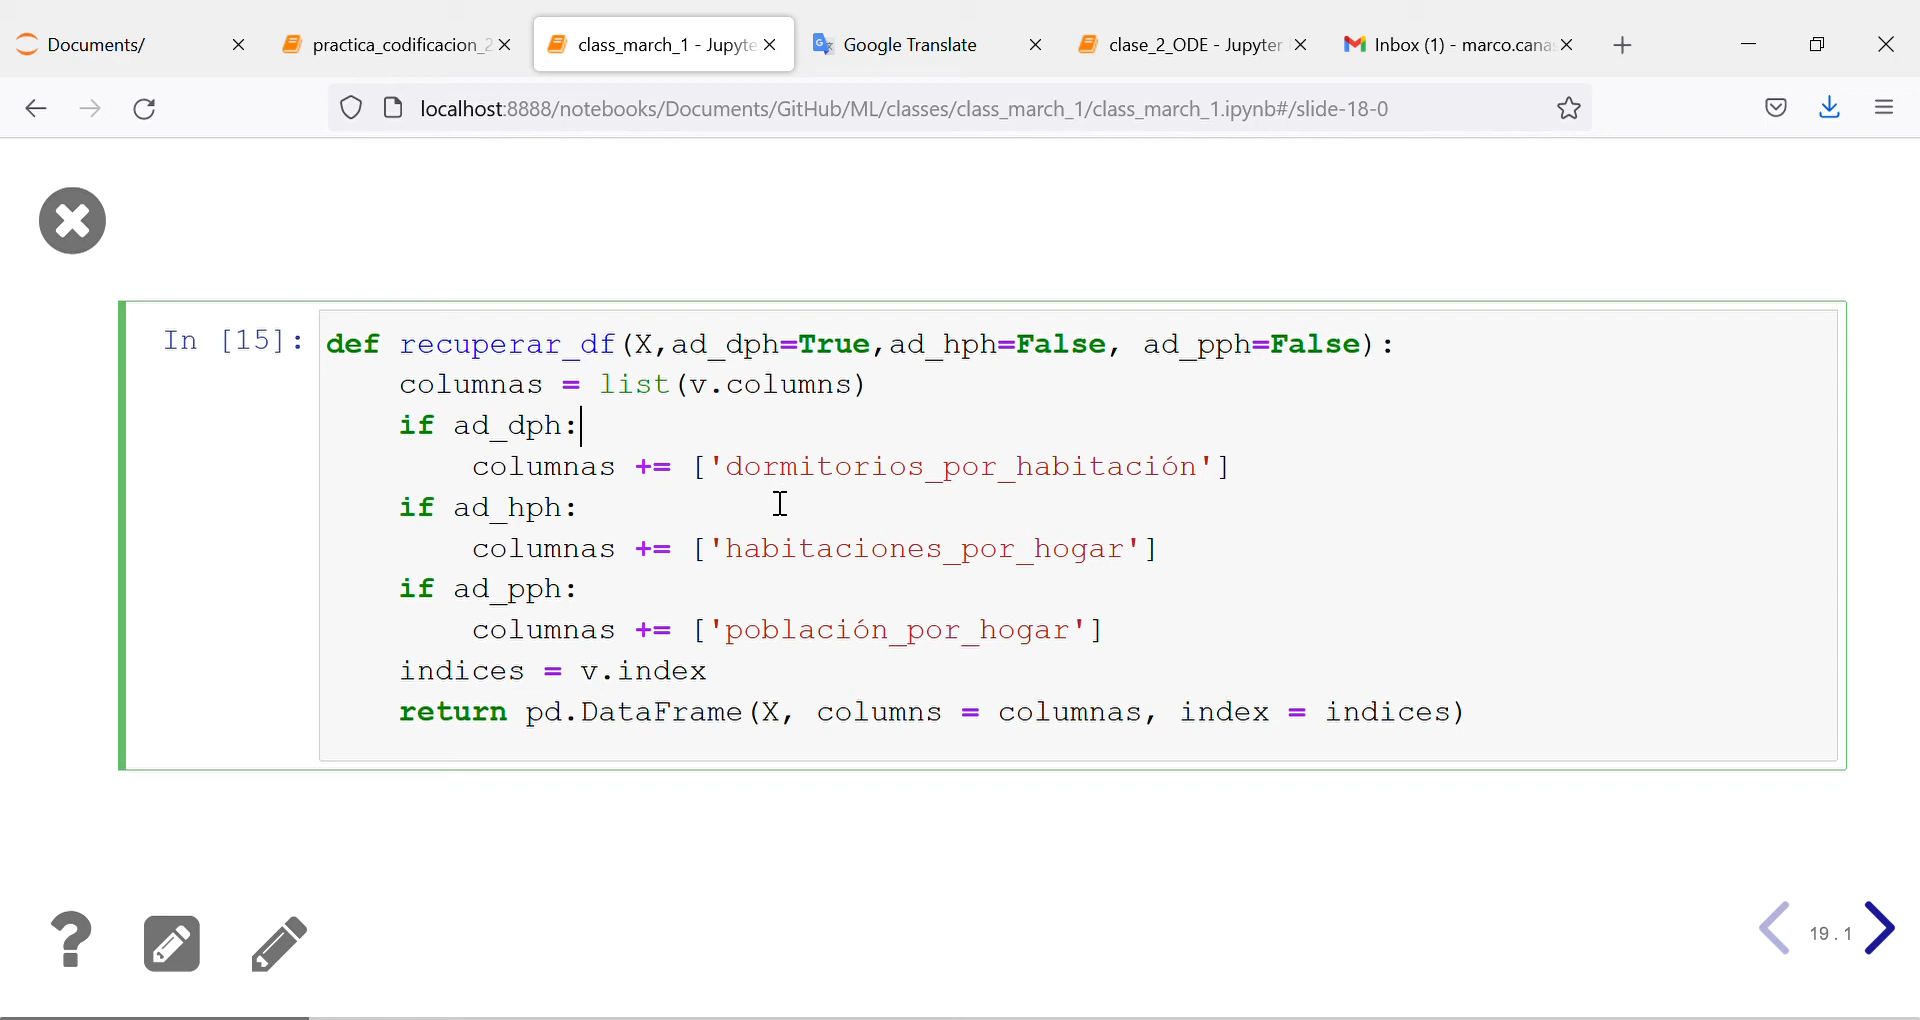 Documents/
practica_codificacion_2
class_march_1 - Jupyte
Google Translate
clase_2_ODE - Jupyter
Inbox (1) - marco.cana
localhost:8888/notebooks/Documents/GitHub/ML/classes/class_march_1/class_march_1.ipynb#/slide-18-0
In [15]:
def recuperar_df(X,ad_dph=True,ad_hph=False, ad_pph=False):
columnas = list(v.columns)
if ad_dph:
columnas += ['dormitorios_por_habitación']
if ad_hph:
columnas += ['habitaciones_por_hogar']
if ad_pph:
columnas += ['población_por_hogar']
indices = v.index
return pd.DataFrame(X, columns = columnas, index = indices)
19.1